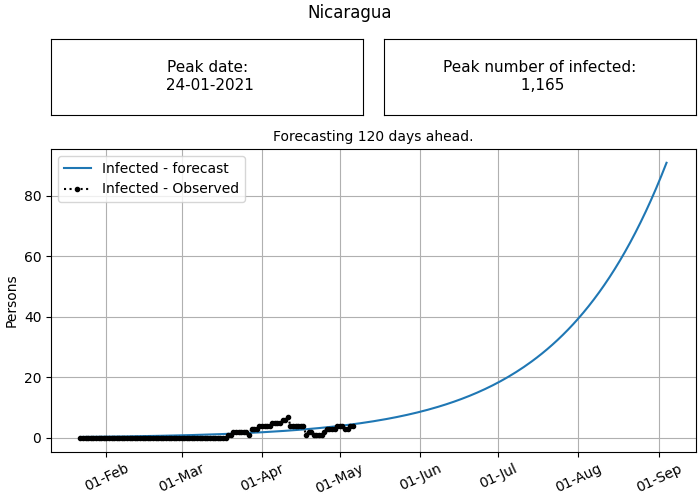 Nicaragua
Peak date:
24-01-2021
Peak number of infected:
1,165
Forecasting 120 days ahead.
Infected - forecast
Infected - Observed
Persons
80
60
40
20
0
01-Feb
01-Mar
01-Apr
01-May
01-Jun
01-Jul
01-Aug
01-Sep